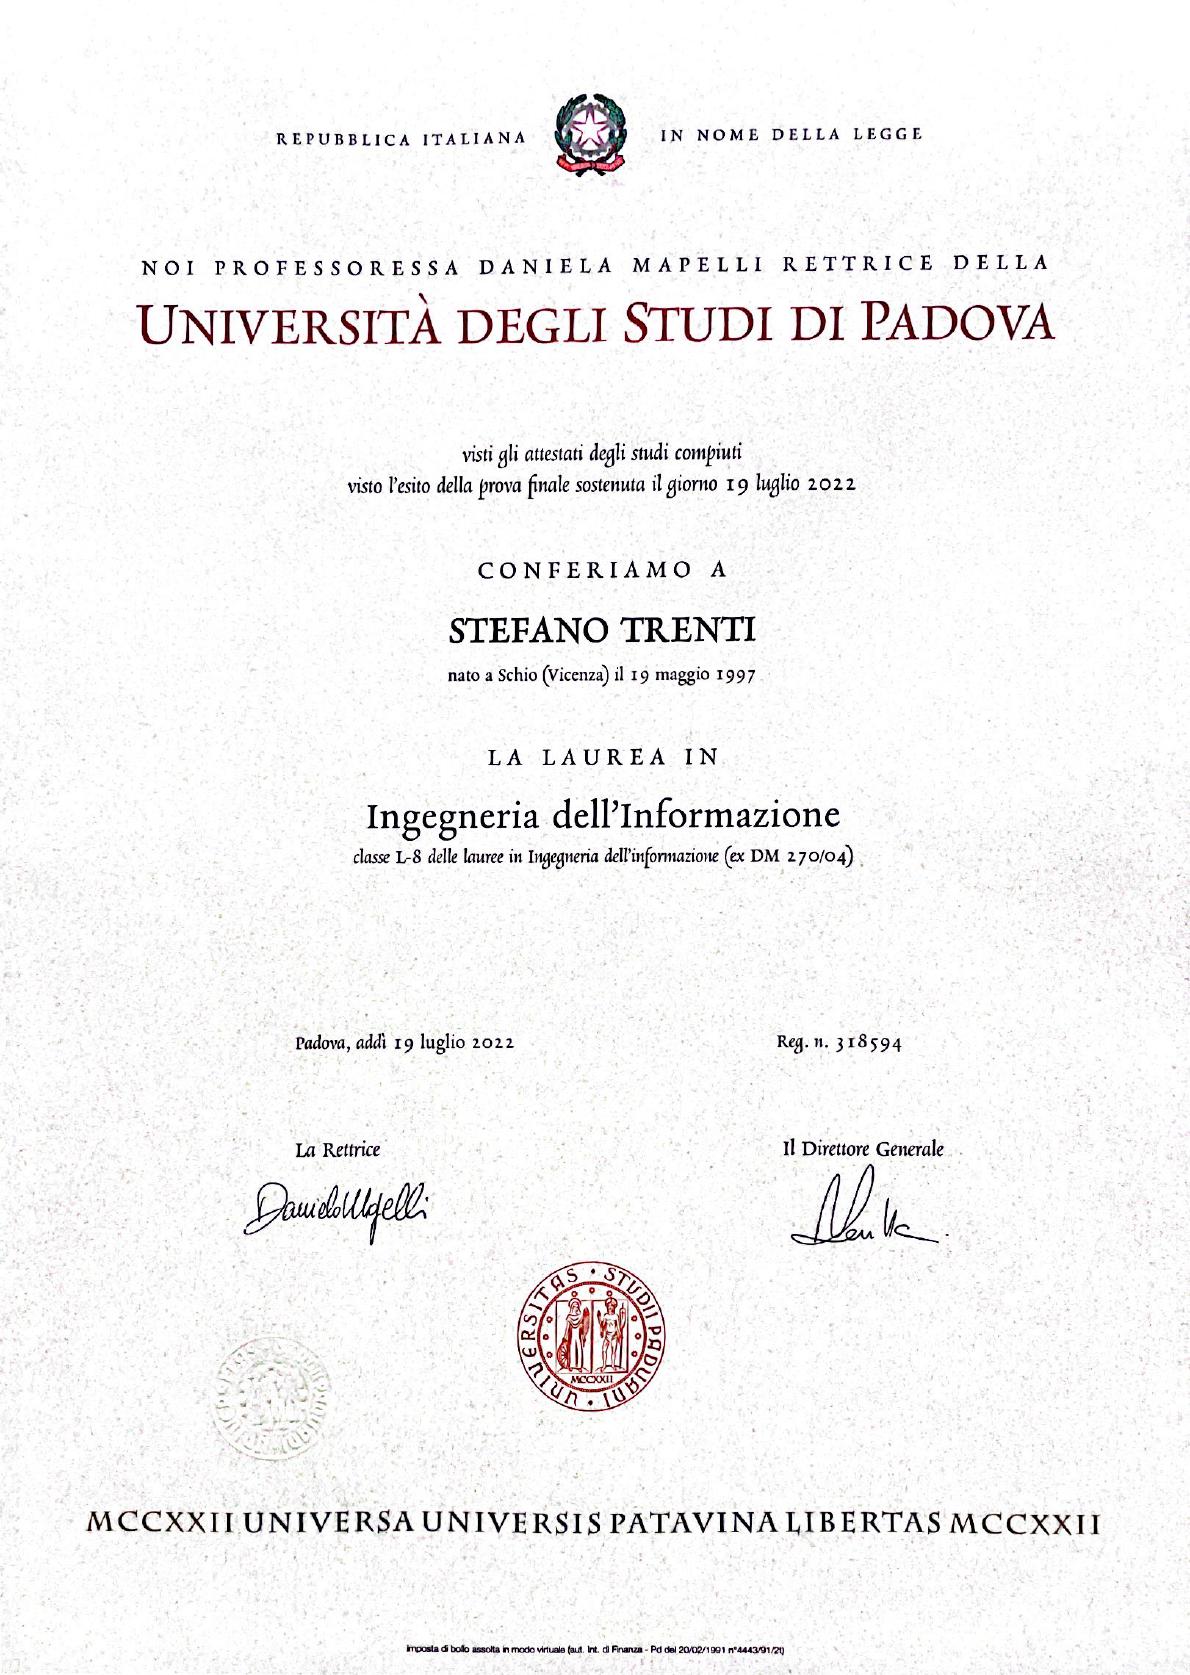 REPUBBLICA ITALIANA IN NOME DELLA LEGGE
NOI PROFESSORESSA DANIELA MAPELLI RETTRICE DELLA
UNIVERSITÀ DEGLI STUDI DI PADOVA
visti gli attestati degli studi compiuti
visto l'esito della prova finale sostenuta il giorno 19 luglio 2022
CONFERIAMO A
STEFANO TRENTI
nato a Schio (Vicenza) il 19 maggio 1997
LA LAUREA IN
Ingegneria dell'Informazione
classe L-8 delle lauree in Ingegneria dell'informazione (ex DM 270/04)
Padova, addì 19 luglio 2022 Reg. n. 318594
La Rettrice Il Direttore Generale
Daniela Mapelli
UNIVERSITAS · STUDII PADUANI ·
MCCXXII
MCCXXII UNIVERSA UNIVERSIS PATAVINA LIBERTAS MCCXXII
Imposta di bollo assolta in modo virtuale (aut. Int. di Finanza - Pd del 20/02/1991 n°4443/91/2t)